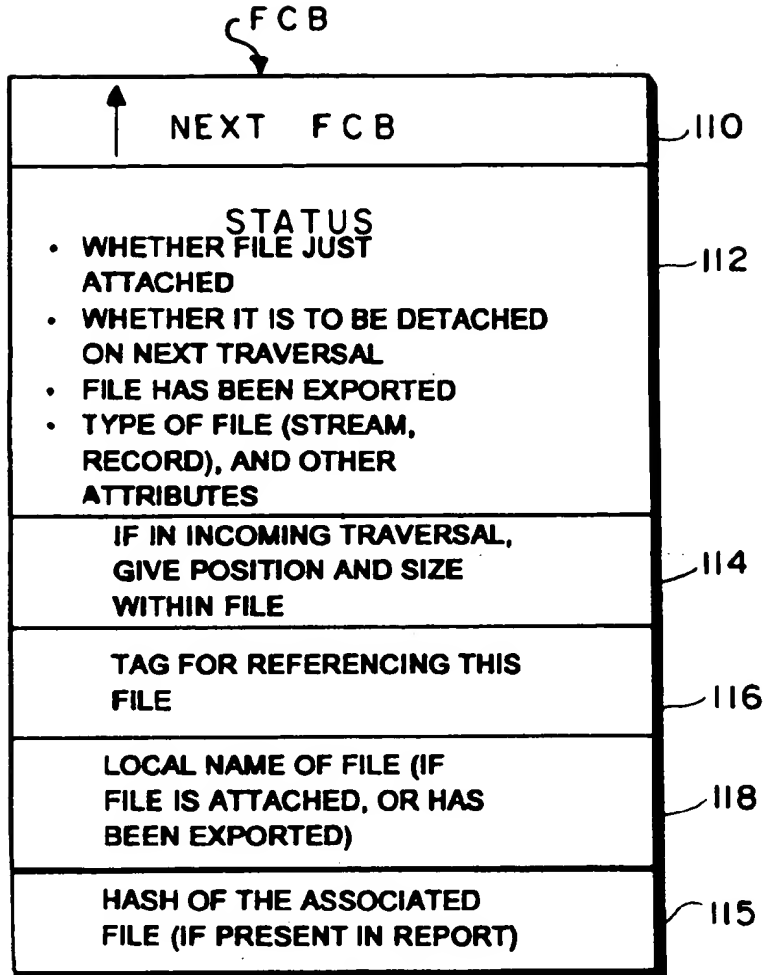 FCB
NEXT FCB
110
STATUS
• WHETHER FILE JUST
ATTACHED
112
• WHETHER IT IS TO BE DETACHED
ON NEXT TRAVERSAL
• FILE HAS BEEN EXPORTED
• TYPE OF FILE (STREAM,
RECORD), AND OTHER
ATTRIBUTES
IF IN INCOMING TRAVERSAL,
GIVE POSITION AND SIZE
WITHIN FILE
114
TAG FOR REFERENCING THIS
FILE
116
LOCAL NAME OF FILE (IF
FILE IS ATTACHED, OR HAS
BEEN EXPORTED)
118
HASH OF THE ASSOCIATED
FILE (IF PRESENT IN REPORT)
115